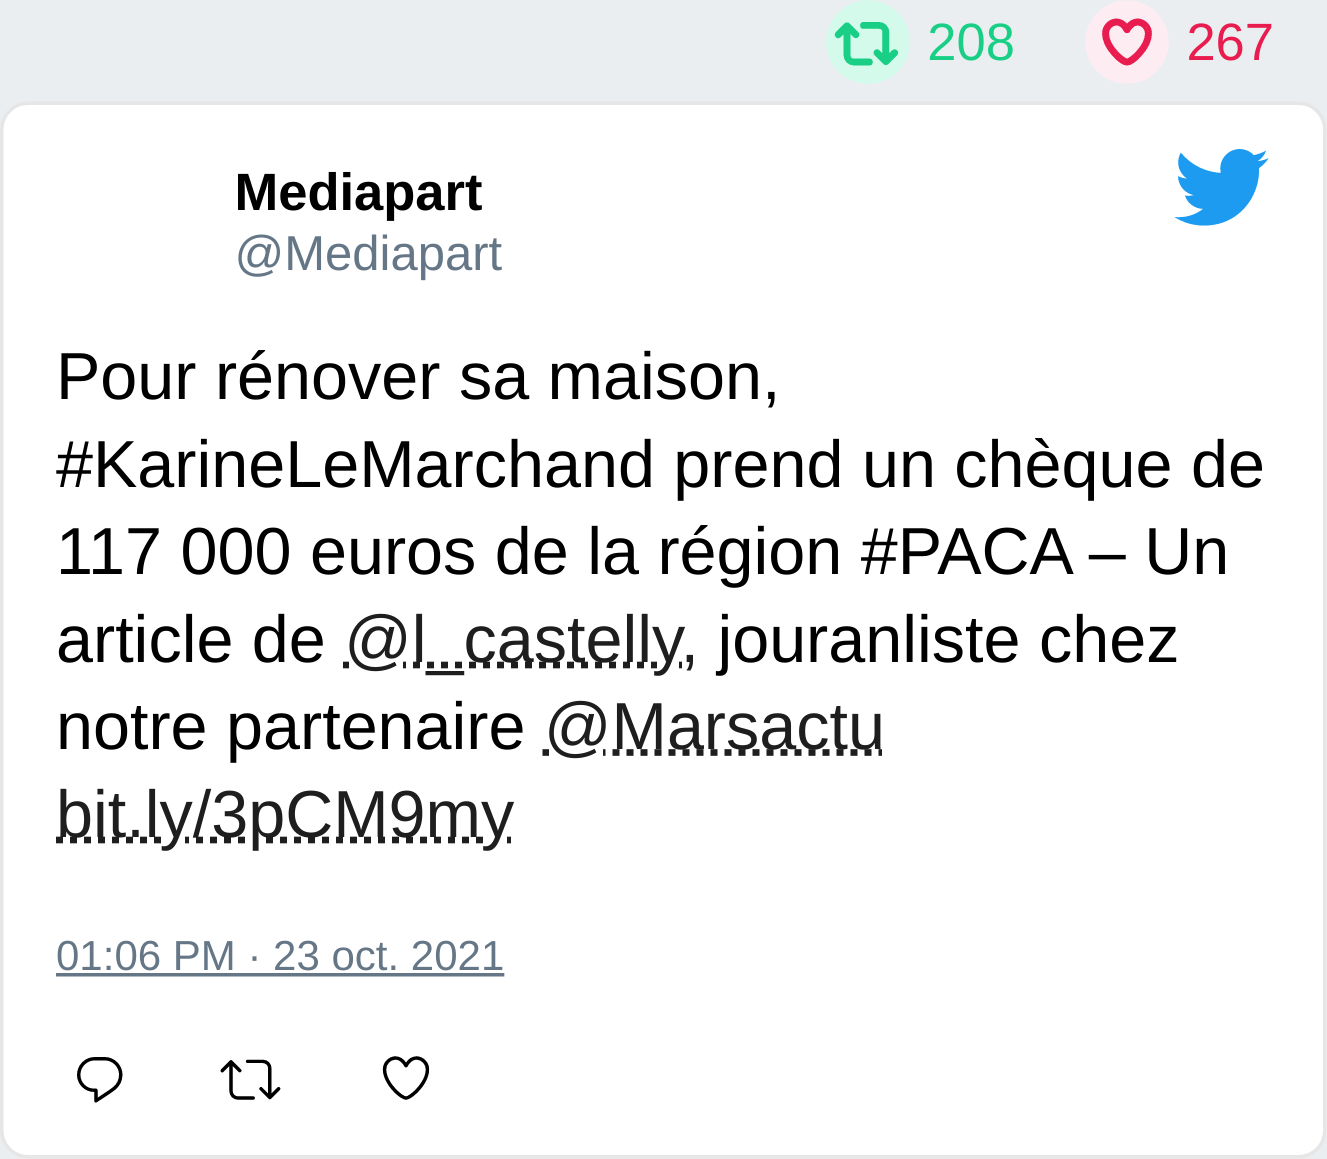 208 267
Mediapart
@Mediapart
Pour rénover sa maison,
#KarineLeMarchand prend un chèque de
117 000 euros de la région #PACA – Un
article de @l_castelly, jouranliste chez
notre partenaire @Marsactu
bit.ly/3pCM9my
01:06 PM · 23 oct. 2021